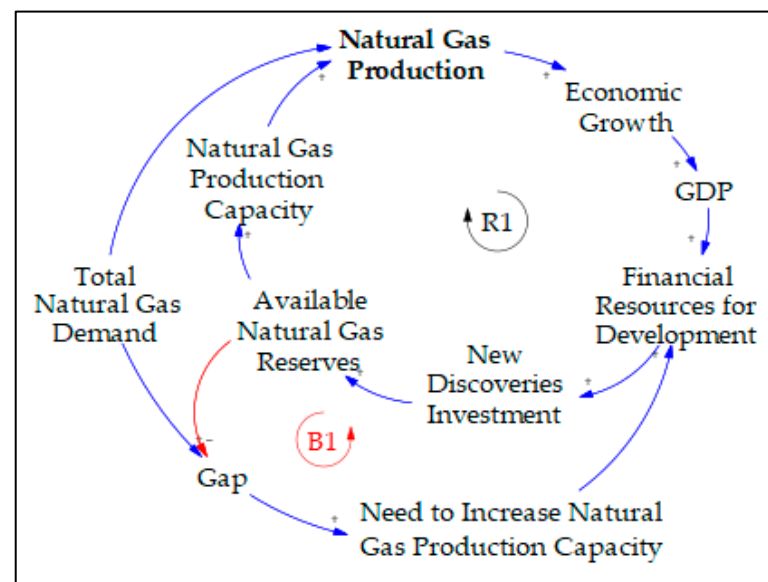 Natural Gas
Production
Economic
Growth
Natural Gas
Production
Capacity
GDP
R1
Total
Natural Gas
Demand
Available
Natural Gas
Reserves
Financial
Resources for
Development
New
Discoveries
Investment
B1
Gap
Need to Increase Natural
Gas Production Capacity